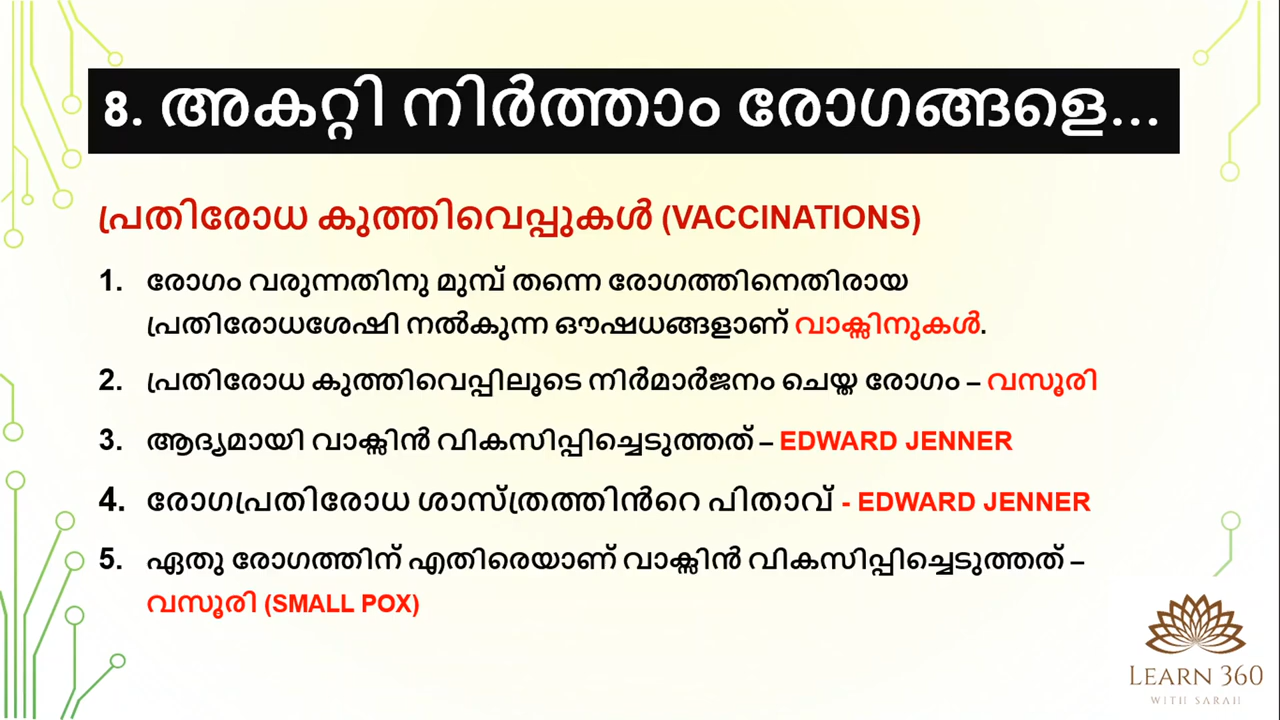 8. അകറ്റി നിർത്താം രോഗങ്ങളെ...
പ്രതിരോധ കുത്തിവെപ്പുകൾ (VACCINATIONS)
1. രോഗം വരുന്നതിനു മുമ്പ് തന്നെ രോഗത്തിനെതിരായ
പ്രതിരോധശേഷി നൽകുന്ന ഔഷധങ്ങളാണ് വാക്സിനുകൾ.
2. പ്രതിരോധ കുത്തിവെപ്പിലൂടെ നിർമാർജനം ചെയ്ത രോഗം – വസൂരി
3. ആദ്യമായി വാക്സിൻ വികസിപ്പിച്ചെടുത്തത് – EDWARD JENNER
4. രോഗപ്രതിരോധ ശാസ്ത്രത്തിൻറെ പിതാവ് - EDWARD JENNER
5. ഏതു രോഗത്തിന് എതിരെയാണ് വാക്സിൻ വികസിപ്പിച്ചെടുത്തത് –
വസൂരി (SMALL POX)
LEARN 360
WITH SARAH